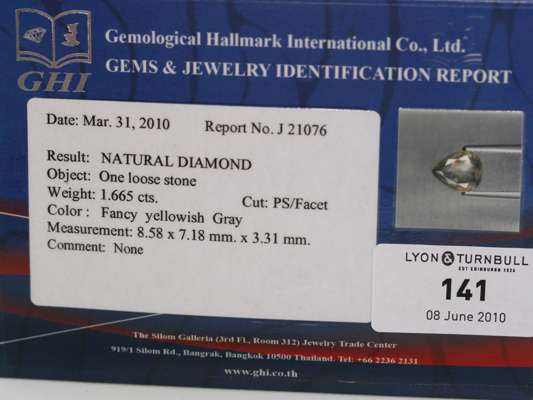 GHI
Gemological Hallmark International Co., Ltd.
GEMS & JEWELRY IDENTIFICATION REPORT
Date: Mar. 31, 2010 Report No. J 21076
Result: NATURAL DIAMOND
Object: One loose stone
Weight: 1.665 cts. Cut: PS/Facet
Color : Fancy yellowish Gray
Measurement: 8.58 x 7.18 mm. x 3.31 mm.
Comment: None
LYON & TURNBULL
EST EDINBURGH 1826
141
08 June 2010
The Silom Galleria (3rd Fl., Room 312) Jewelry Trade Center
919/1 Silom Rd., Bangrak, Bangkok 10500 Thailand. Tel: +66 2236 2131
www.ghi.co.th